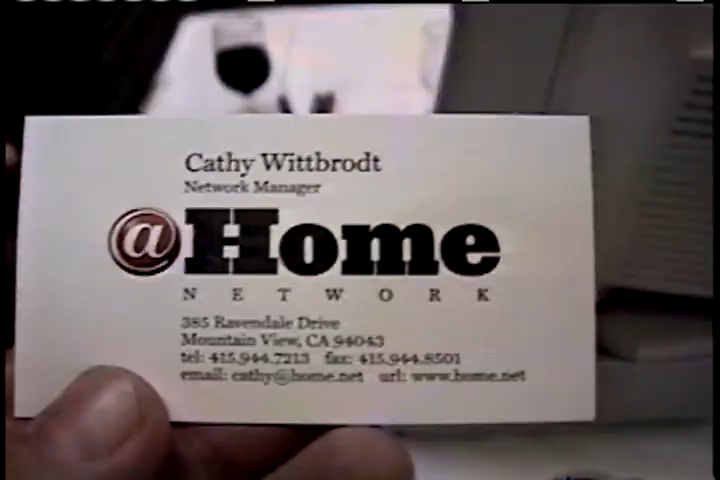 Cathy Wittbrodt
Network Manager
@Home
NETWORK
385 Ravendale Drive
Mountain View, CA 94043
tel: 415.944.7213 fax: 415.944.8501
email: cathy@home.net url: www.home.net